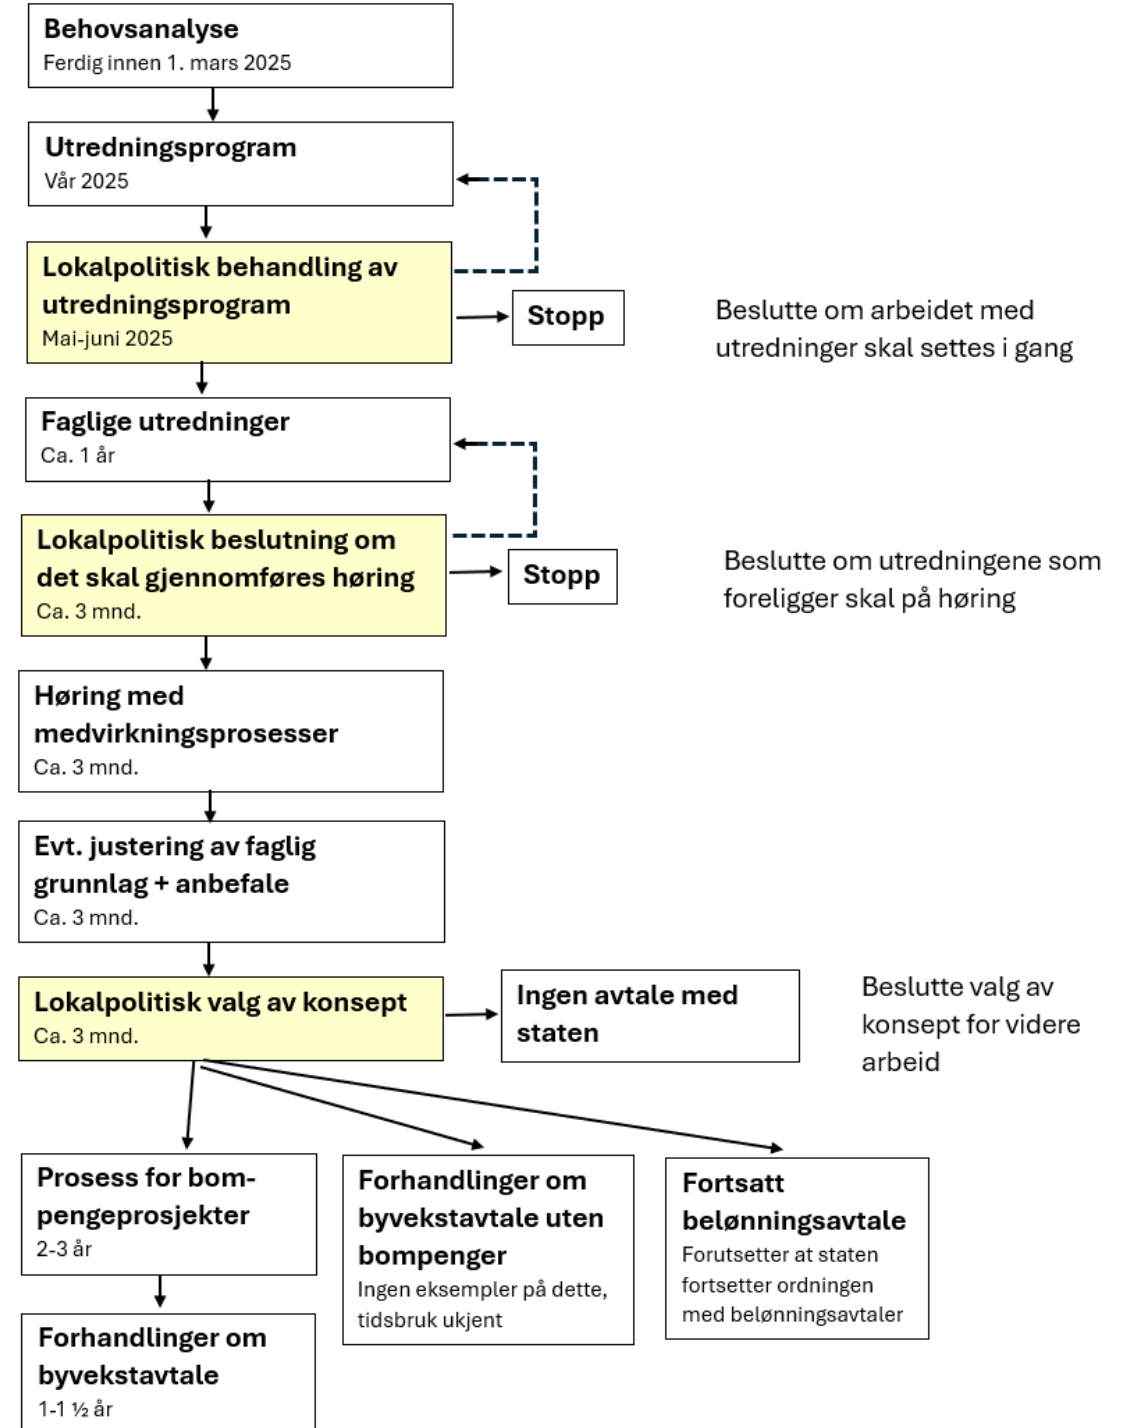 Behovsanalyse
Ferdig innen 1. mars 2025
Utredningsprogram
Vår 2025
Lokalpolitisk behandling av
utredningsprogram
Mai-juni 2025
Stopp
Beslutte om arbeidet med
utredninger skal settes i gang
Faglige utredninger
Ca. 1 år
Lokalpolitisk beslutning om
det skal gjennomføres høring
Ca. 3 mnd.
Stopp
Beslutte om utredningene som
foreligger skal på høring
Høring med
medvirkningsprosesser
Ca. 3 mnd.
Evt. justering av faglig
grunnlag + anbefale
Ca. 3 mnd.
Lokalpolitisk valg av konsept
Ca. 3 mnd.
Ingen avtale med
staten
Beslutte valg av
konsept for videre
arbeid
Prosess for bom-
pengeprosjekter
2-3 år
Forhandlinger om
byvekstavtale uten
bompenger
Ingen eksempler på dette,
tidsbruk ukjent
Fortsatt
belønningsavtale
Forutsetter at staten
fortsetter ordningen
med belønningsavtaler
Forhandlinger om
byvekstavtale
1-1 ½ år